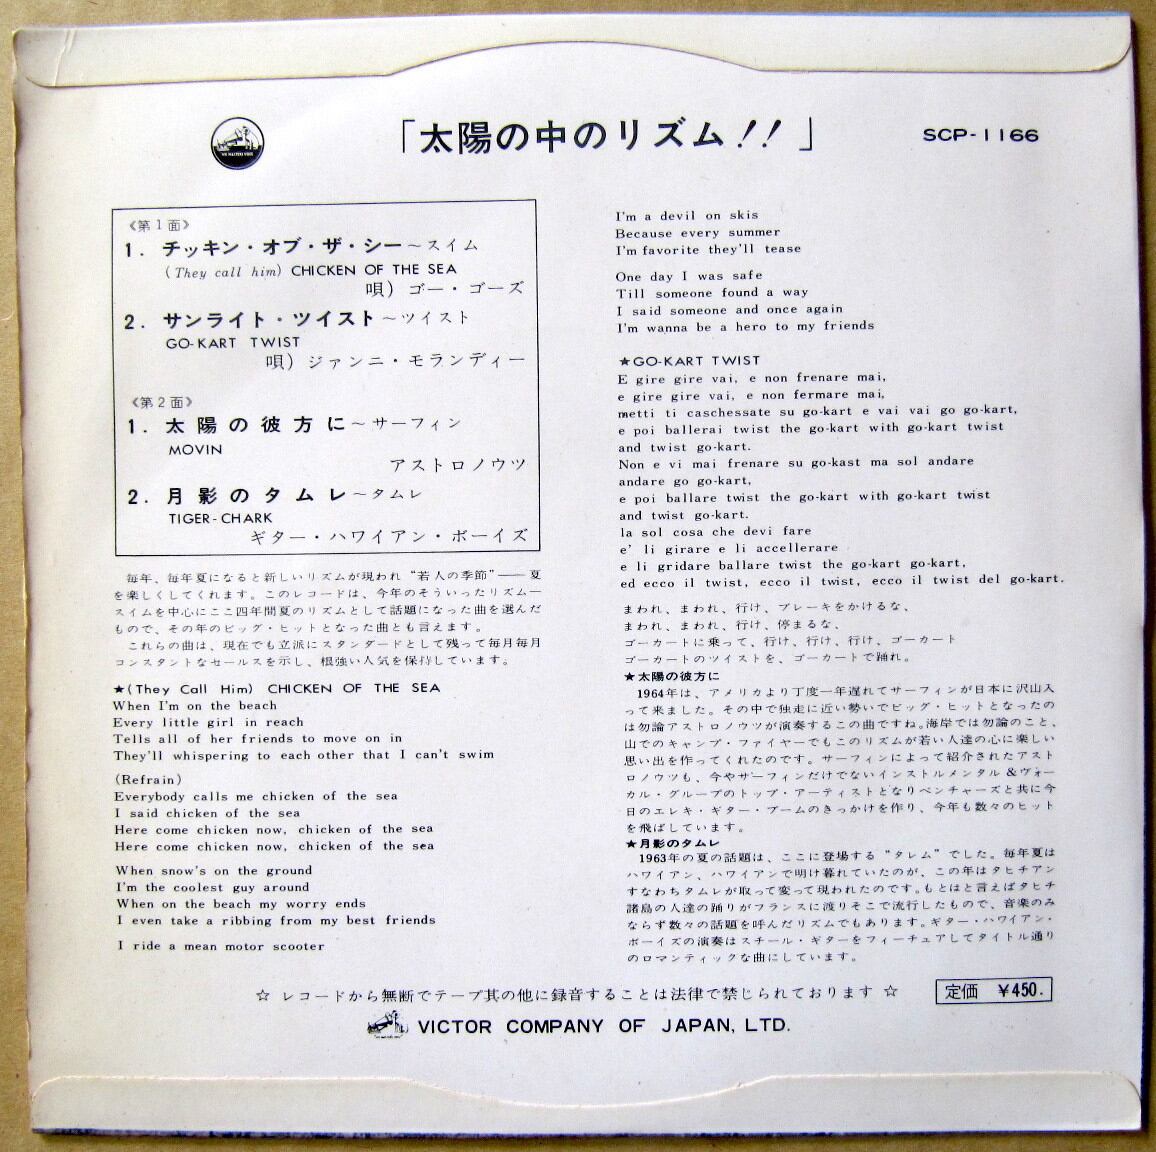 「太陽の中のリズム!!」
SCP-1166
《第1面》
1. チッキン・オブ・ザ・シー～スイム
(They call him) CHICKEN OF THE SEA
唄）ゴー・ゴーズ
2. サンライト・ツイスト～ツイスト
GO-KART TWIST
唄）ジァンニ・モランディー
《第2面》
1. 太陽の彼方に～サーフィン
MOVIN
アストロノウツ
2. 月影のタムレ～タムレ
TIGER-CHARK
ギター・ハワイアン・ボーイズ
毎年、毎年夏になると新しいリズムが現われ“若人の季節”――夏
を楽しくしてくれます。このレコードは、今年のそういったリズム―
スイムを中心にここ四年間夏のリズムとして話題になった曲を選んだ
もので、その年のビッグ・ヒットとなった曲とも言えます。
これらの曲は、現在でも立派にスタンダードとして残って毎月毎月
コンスタントなセールスを示し、根強い人気を保持しています。
★(They Call Him) CHICKEN OF THE SEA
When I'm on the beach
Every little girl in reach
Tells all of her friends to move on in
They'll whispering to each other that I can't swim
(Refrain)
Everybody calls me chicken of the sea
I said chicken of the sea
Here come chicken now, chicken of the sea
Here come chicken now, chicken of the sea
When snow's on the ground
I'm the coolest guy around
When on the beach my worry ends
I even take a ribbing from my best friends
I ride a mean motor scooter
I'm a devil on skis
Because every summer
I'm favorite they'll tease
One day I was safe
Till someone found a way
I said someone and once again
I'm wanna be a hero to my friends
★GO-KART TWIST
E gire gire vai, e non frenare mai,
e gire gire vai, e non fermare mai,
metti ti caschessate su go-kart e vai vai go go-kart,
e poi ballerai twist the go-kart with go-kart twist
and twist go-kart.
Non e vi mai frenare su go-kast ma sol andare
andare go go-kart,
e poi ballare twist the go-kart with go-kart twist
and twist go-kart.
la sol cosa che devi fare
e' li girare e li accellerare
e li gridare ballare twist the go-kart go-kart,
ed ecco il twist, ecco il twist, ecco il twist del go-kart.
まわれ、まわれ、行け、ブレーキをかけるな、
まわれ、まわれ、行け、停まるな、
ゴーカートに乗って、行け、行け、行け、ゴーカート
ゴーカートのツイストを、ゴーカートで踊れ。
★太陽の彼方に
1964年は、アメリカより丁度一年遅れてサーフィンが日本に沢山入
って来ました。その中で独走に近い勢いでビッグ・ヒットとなったの
は勿論アストロノウツが演奏するこの曲ですね。海岸では勿論のこと、
山でのキャンプ・ファイヤーでもこのリズムが若い人達の心に楽しい
思い出を作ってくれたのです。サーフィンによって紹介されたアスト
ロノウツも、今やサーフィンだけでないインストルメンタル＆ヴォー
カル・グループのトップ・アーティストとなりベンチャーズと共に今
日のエレキ・ギター・ブームのきっかけを作り、今年も数々のヒット
を飛ばしています。
★月影のタムレ
1963年の夏の話題は、ここに登場する“タレム”でした。毎年夏は
ハワイアン、ハワイアンで明け暮れていたのが、この年はタヒチアン
すなわちタムレが取って変って現われたのです。もとはと言えばタヒチ
諸島の人達の踊りがフランスに渡りそこで流行したもので、音楽のみ
ならず数々の話題を呼んだリズムでもあります。ギター・ハワイアン・
ボーイズの演奏はスチール・ギターをフィーチュアしてタイトル通り
のロマンティックな曲にしています。
☆ レコードから無断でテープ其の他に録音することは法律で禁じられております ☆
定価 ¥450.
VICTOR COMPANY OF JAPAN, LTD.